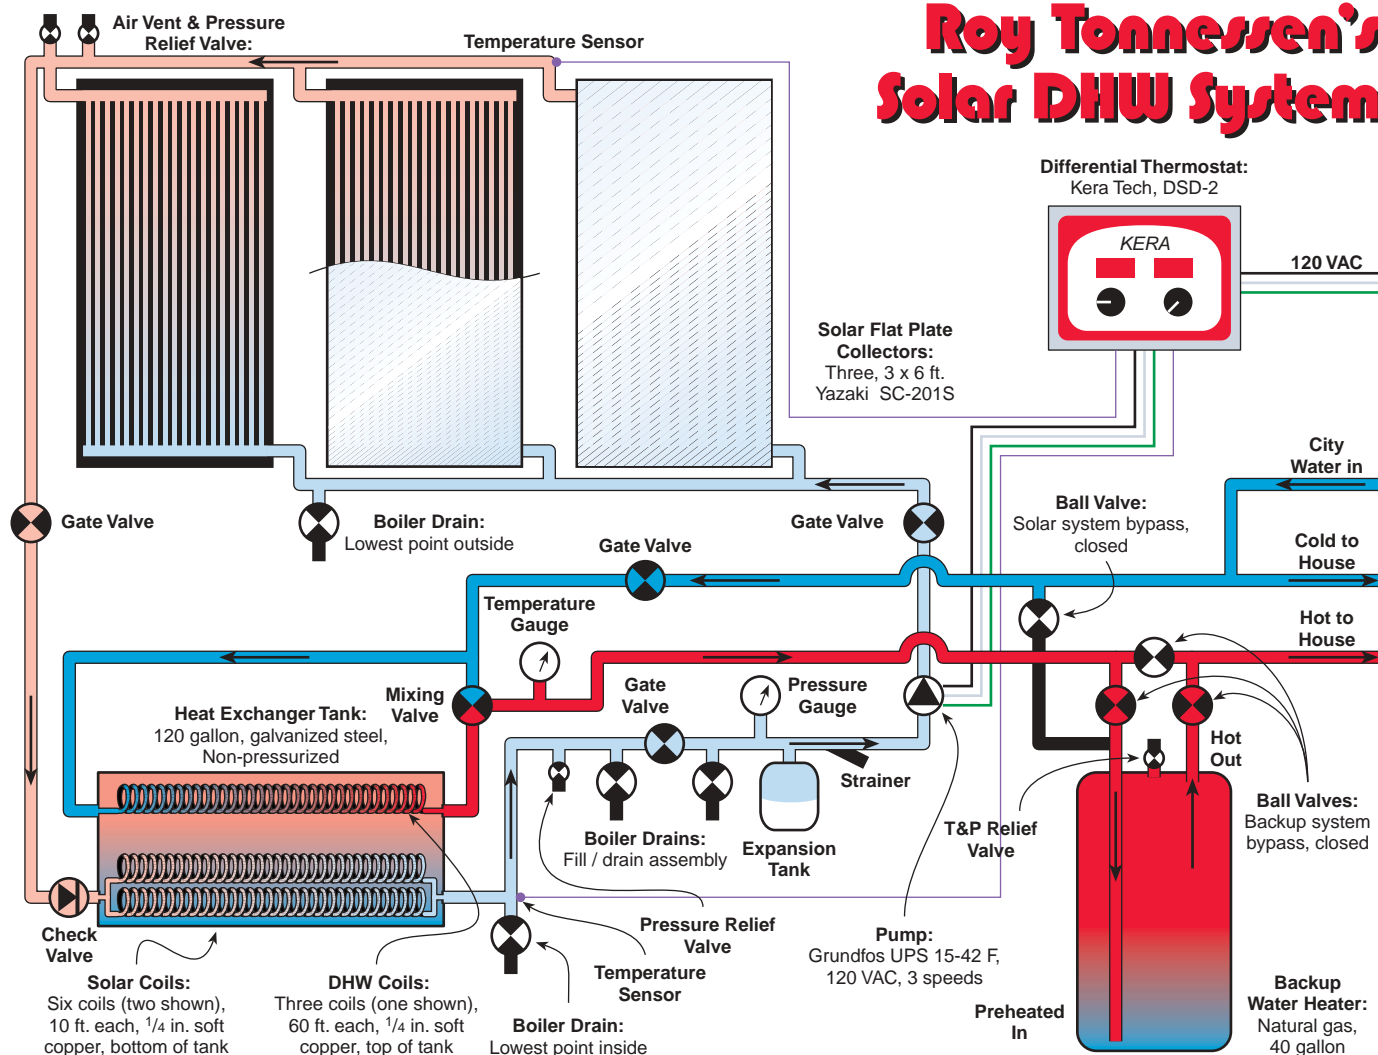 Roy Tonnessen's
Solar DHW System
Air Vent & Pressure
Relief Valve:
Temperature Sensor
Differential Thermostat:
Kera Tech, DSD-2
KERA
120 VAC
Solar Flat Plate
Collectors:
Three, 3 x 6 ft.
Yazaki SC-201S
City
Water in
Gate Valve
Boiler Drain:
Lowest point outside
Gate Valve
Ball Valve:
Solar system bypass,
closed
Gate Valve
Cold to
House
Temperature
Gauge
Hot to
House
Mixing
Valve
Gate
Valve
Pressure
Gauge
Heat Exchanger Tank:
120 gallon, galvanized steel,
Non-pressurized
Strainer
Hot
Out
Boiler Drains:
Fill / drain assembly
Expansion
Tank
T&P Relief
Valve
Ball Valves:
Backup system
bypass, closed
Check
Valve
Pressure Relief
Valve
Pump:
Grundfos UPS 15-42 F,
120 VAC, 3 speeds
Temperature
Sensor
Solar Coils:
Six coils (two shown),
10 ft. each, 1/4 in. soft
copper, bottom of tank
DHW Coils:
Three coils (one shown),
60 ft. each, 1/4 in. soft
copper, top of tank
Boiler Drain:
Lowest point inside
Preheated
In
Backup
Water Heater:
Natural gas,
40 gallon